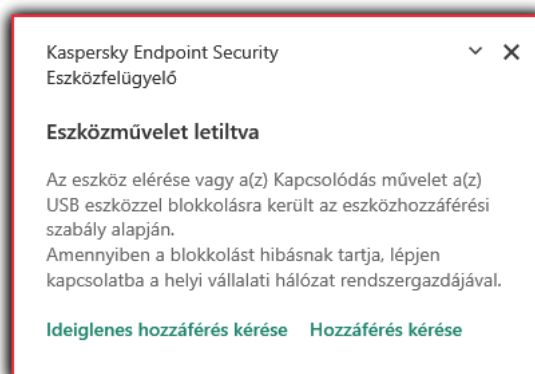 Kaspersky Endpoint Security
Eszközfelügyelő
Eszközművelet letiltva
Az eszköz elérése vagy a(z) Kapcsolódás művelet a(z)
USB eszközzel blokkolásra került az eszközhozzáférési
szabály alapján.
Amennyiben a blokkolást hibásnak tartja, lépjen
kapcsolatba a helyi vállalati hálózat rendszergazdájával.
Ideiglenes hozzáférés kérése Hozzáférés kérése